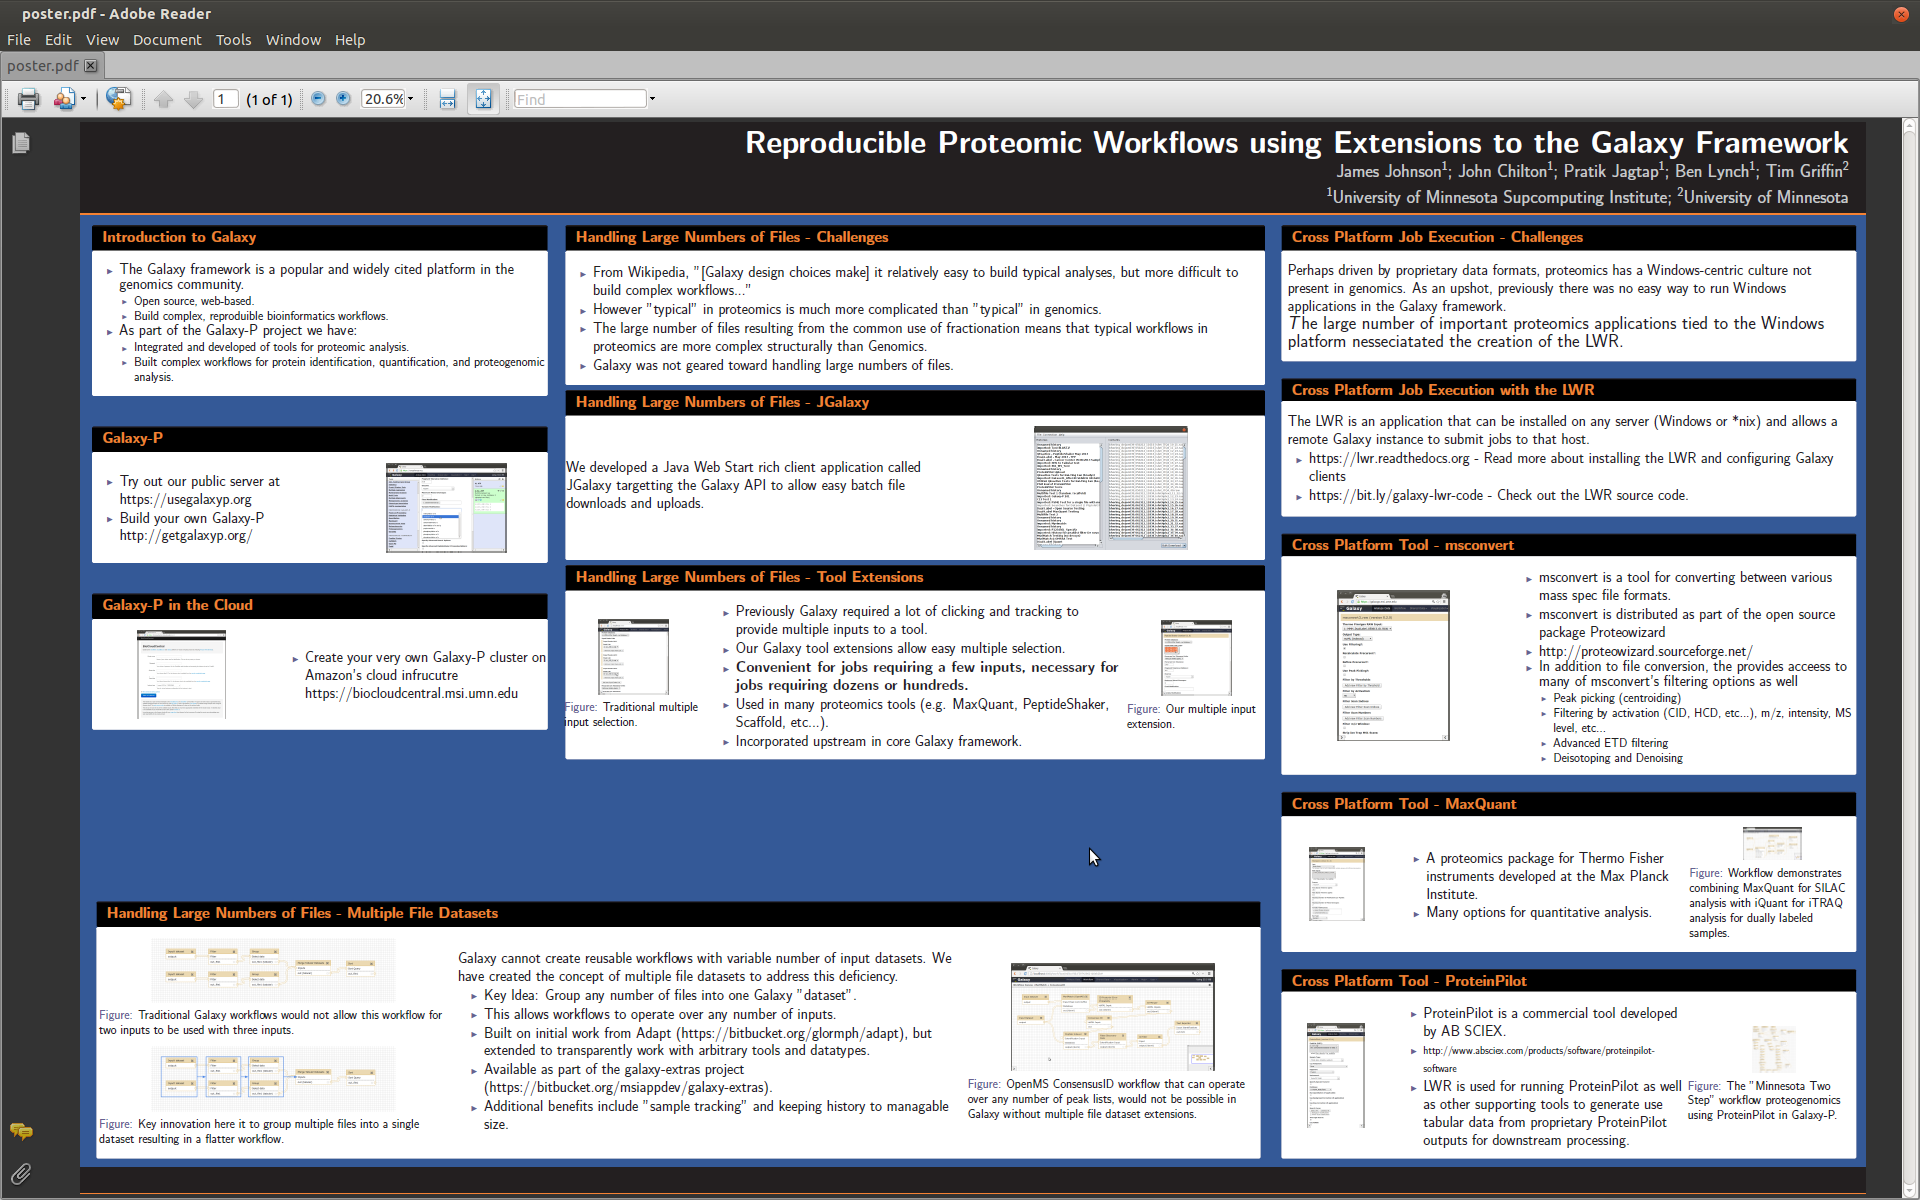 poster.pdf - Adobe Reader
File Edit View Document Tools Window Help
poster.pdf
1 (1 of 1) 20.6% Find
Reproducible Proteomic Workflows using Extensions to the Galaxy Framework
James Johnson1; John Chilton1; Pratik Jagtap1; Ben Lynch1; Tim Griffin2
1University of Minnesota Supcomputing Institute; 2University of Minnesota
Introduction to Galaxy
The Galaxy framework is a popular and widely cited platform in the
genomics community.
Open source, web-based.
Build complex, reproduible bioinformatics workflows.
As part of the Galaxy-P project we have:
Integrated and developed of tools for proteomic analysis.
Built complex workflows for protein identification, quantification, and proteogenomic
analysis.
Galaxy-P
Try out our public server at
https://usegalaxyp.org
Build your own Galaxy-P
http://getgalaxyp.org/
Galaxy-P in the Cloud
Create your very own Galaxy-P cluster on
Amazon's cloud infrucutre
https://biocloudcentral.msi.umn.edu
Handling Large Numbers of Files - Challenges
From Wikipedia, "[Galaxy design choices make] it relatively easy to build typical analyses, but more difficult to
build complex workflows..."
However "typical" in proteomics is much more complicated than "typical" in genomics.
The large number of files resulting from the common use of fractionation means that typical workflows in
proteomics are more complex structurally than Genomics.
Galaxy was not geared toward handling large numbers of files.
Handling Large Numbers of Files - JGalaxy
We developed a Java Web Start rich client application called
JGalaxy targetting the Galaxy API to allow easy batch file
downloads and uploads.
Handling Large Numbers of Files - Tool Extensions
Figure: Traditional multiple
input selection.
Previously Galaxy required a lot of clicking and tracking to
provide multiple inputs to a tool.
Our Galaxy tool extensions allow easy multiple selection.
Convenient for jobs requiring a few inputs, necessary for
jobs requiring dozens or hundreds.
Used in many proteomics tools (e.g. MaxQuant, PeptideShaker,
Scaffold, etc...).
Incorporated upstream in core Galaxy framework.
Figure: Our multiple input
extension.
Handling Large Numbers of Files - Multiple File Datasets
Figure: Traditional Galaxy workflows would not allow this workflow for
two inputs to be used with three inputs.
Figure: Key innovation here it to group multiple files into a single
dataset resulting in a flatter workflow.
Galaxy cannot create reusable workflows with variable number of input datasets. We
have created the concept of multiple file datasets to address this deficiency.
Key Idea: Group any number of files into one Galaxy "dataset".
This allows workflows to operate over any number of inputs.
Built on initial work from Adapt (https://bitbucket.org/glormph/adapt), but
extended to transparently work with arbitrary tools and datatypes.
Available as part of the galaxy-extras project
(https://bitbucket.org/msiappdev/galaxy-extras).
Additional benefits include "sample tracking" and keeping history to managable
size.
Figure: OpenMS ConsensusID workflow that can operate
over any number of peak lists, would not be possible in
Galaxy without multiple file dataset extensions.
Cross Platform Job Execution - Challenges
Perhaps driven by proprietary data formats, proteomics has a Windows-centric culture not
present in genomics. As an upshot, previously there was no easy way to run Windows
applications in the Galaxy framework.
The large number of important proteomics applications tied to the Windows
platform nesseciatated the creation of the LWR.
Cross Platform Job Execution with the LWR
The LWR is an application that can be installed on any server (Windows or *nix) and allows a
remote Galaxy instance to submit jobs to that host.
https://lwr.readthedocs.org - Read more about installing the LWR and configuring Galaxy
clients
https://bit.ly/galaxy-lwr-code - Check out the LWR source code.
Cross Platform Tool - msconvert
msconvert is a tool for converting between various
mass spec file formats.
msconvert is distributed as part of the open source
package Proteowizard
http://proteowizard.sourceforge.net/
In addition to file conversion, the provides acceess to
many of msconvert's filtering options as well
Peak picking (centroiding)
Filtering by activation (CID, HCD, etc...), m/z, intensity, MS
level, etc...
Advanced ETD filtering
Deisotoping and Denoising
Cross Platform Tool - MaxQuant
A proteomics package for Thermo Fisher
instruments developed at the Max Planck
Institute.
Many options for quantitative analysis.
Figure: Workflow demonstrates
combining MaxQuant for SILAC
analysis with iQuant for iTRAQ
analysis for dually labeled
samples.
Cross Platform Tool - ProteinPilot
ProteinPilot is a commercial tool developed
by AB SCIEX.
http://www.absciex.com/products/software/proteinpilot-
software
LWR is used for running ProteinPilot as well
as other supporting tools to generate use
tabular data from proprietary ProteinPilot
outputs for downstream processing.
Figure: The "Minnesota Two
Step" workflow proteogenomics
using ProteinPilot in Galaxy-P.